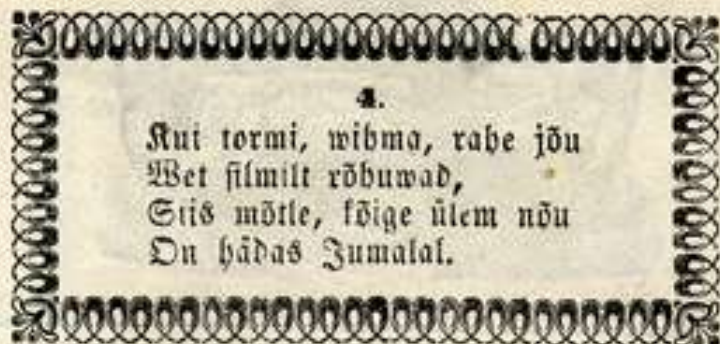 4.
Kui tormi, wihma, rahe jõu
Wet silmilt rõhuwad,
Siis mõtle, kõige ülem nõu
On hädas Jumalal.